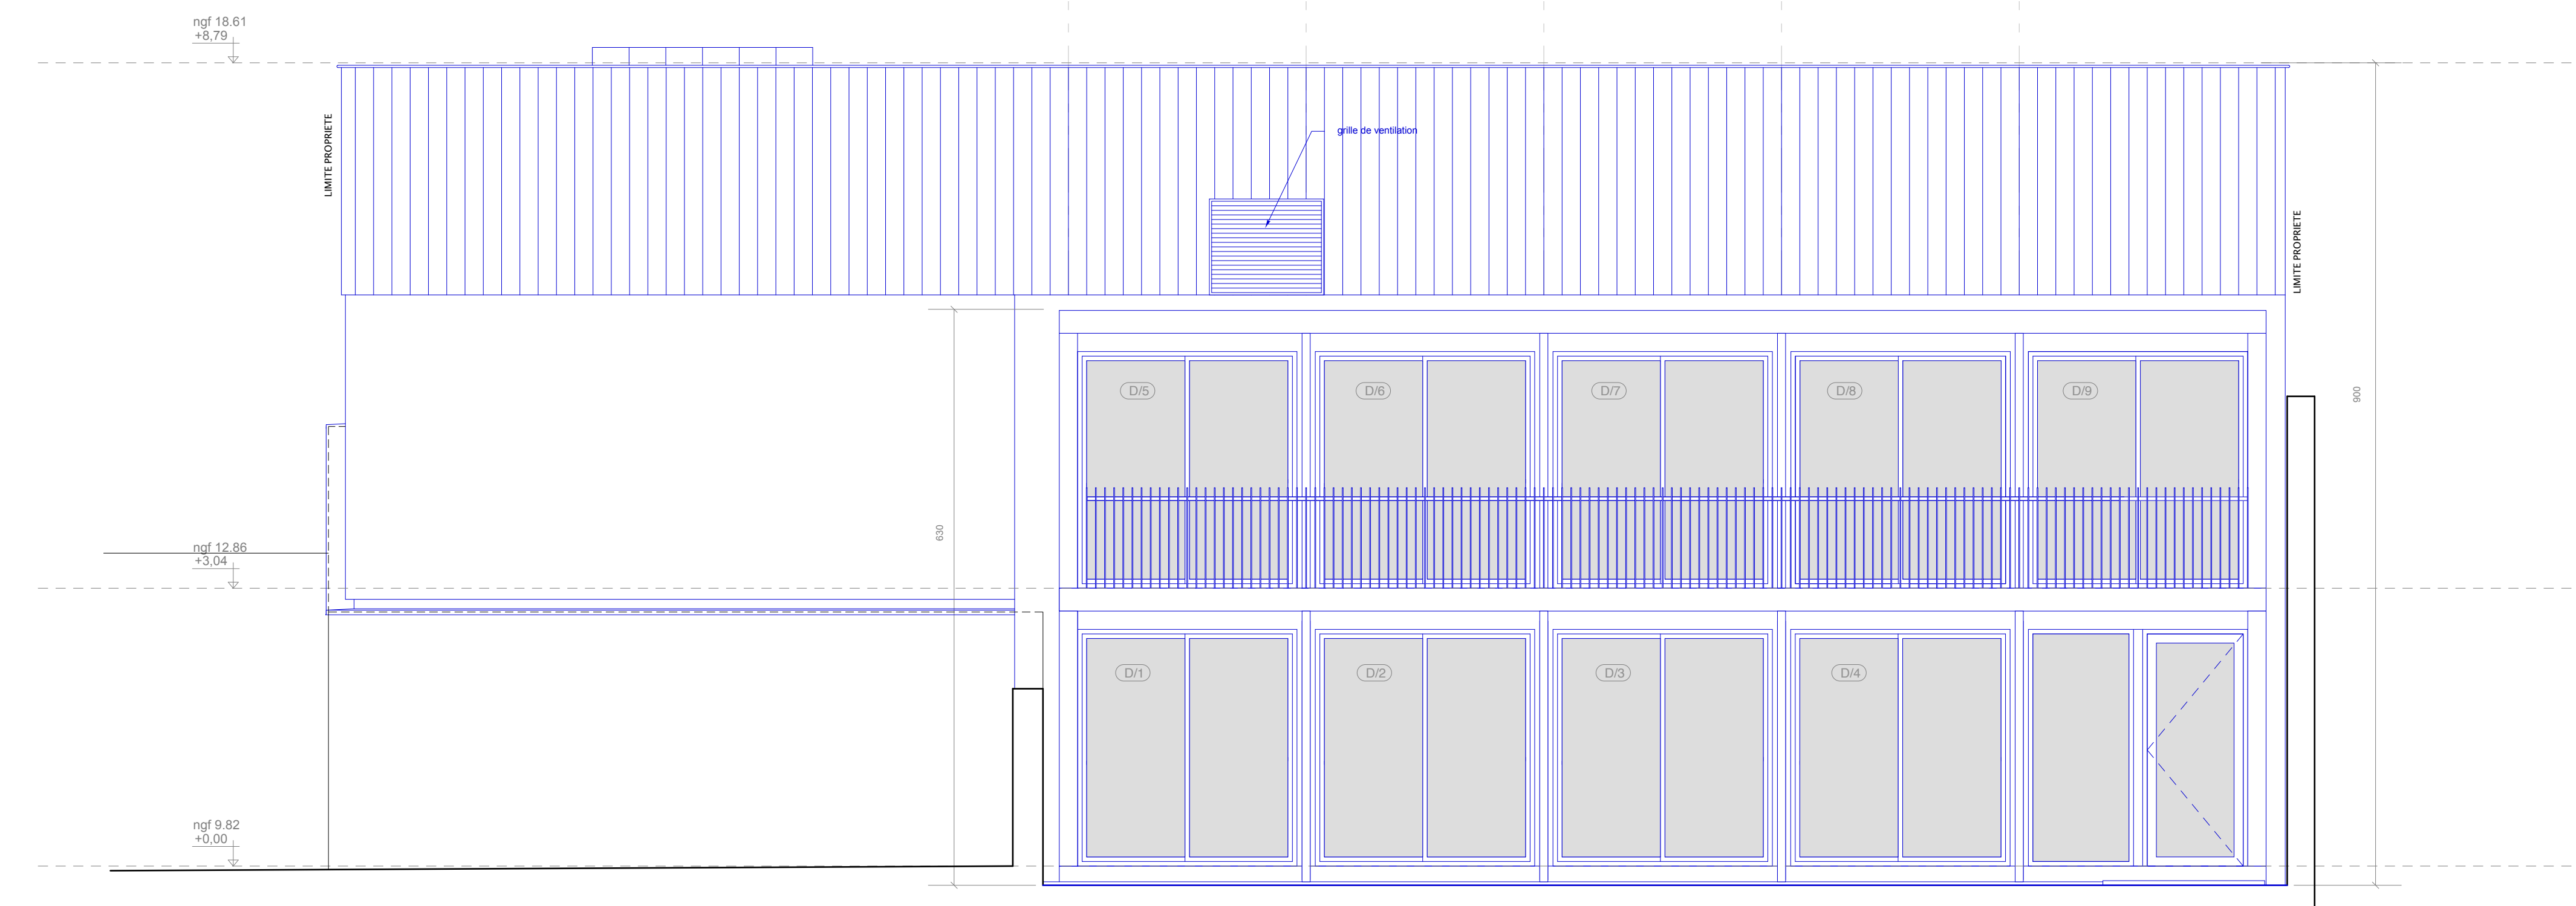 ngf 18.61
+8,79
LIMITE PROPRIETE
grille de ventilation
LIMITE PROPRIETE
D/5
D/6
D/7
D/8
D/9
900
630
ngf 12.86
+3,04
D/1
D/2
D/3
D/4
ngf 9.82
+0,00